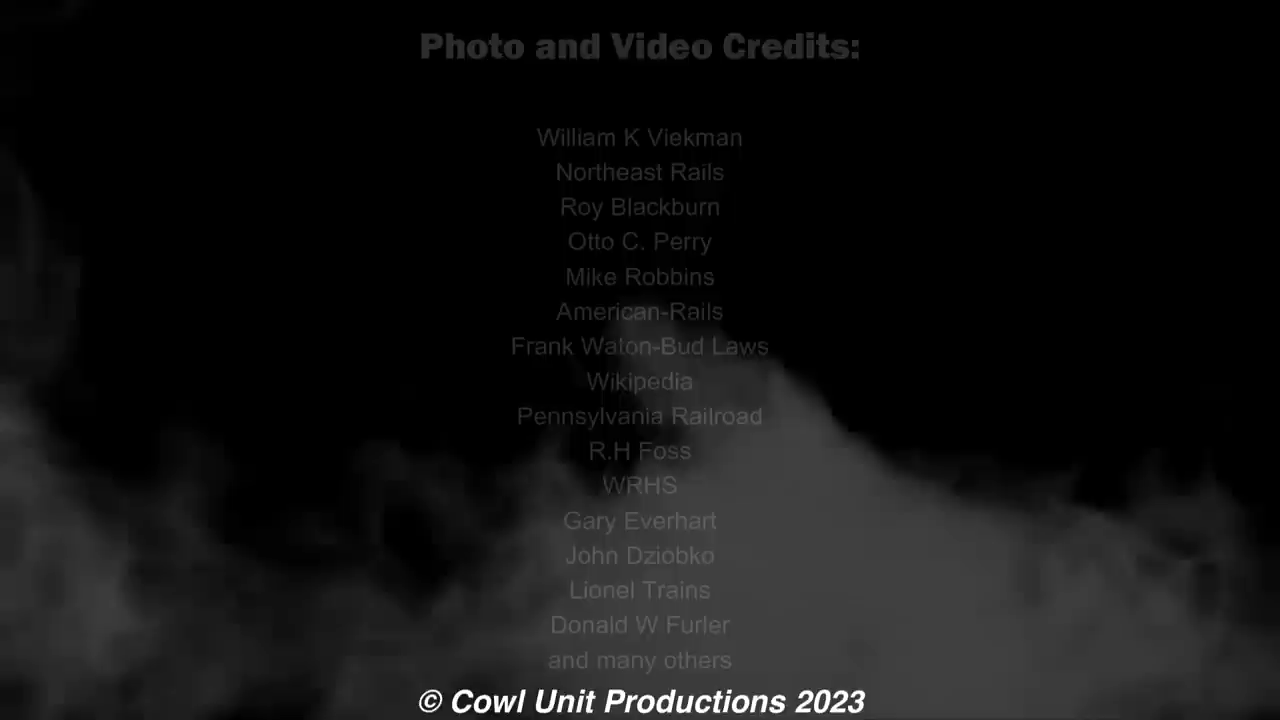 Photo and Video Credits:
William K Viekman
Northeast Rails
Roy Blackburn
Otto C. Perry
Mike Robbins
American-Rails
Frank Waton-Bud Laws
Wikipedia
Pennsylvania Railroad
R.H Foss
WRHS
Gary Everhart
John Dziobko
Lionel Trains
Donald W Furler
and many others
© Cowl Unit Productions 2023